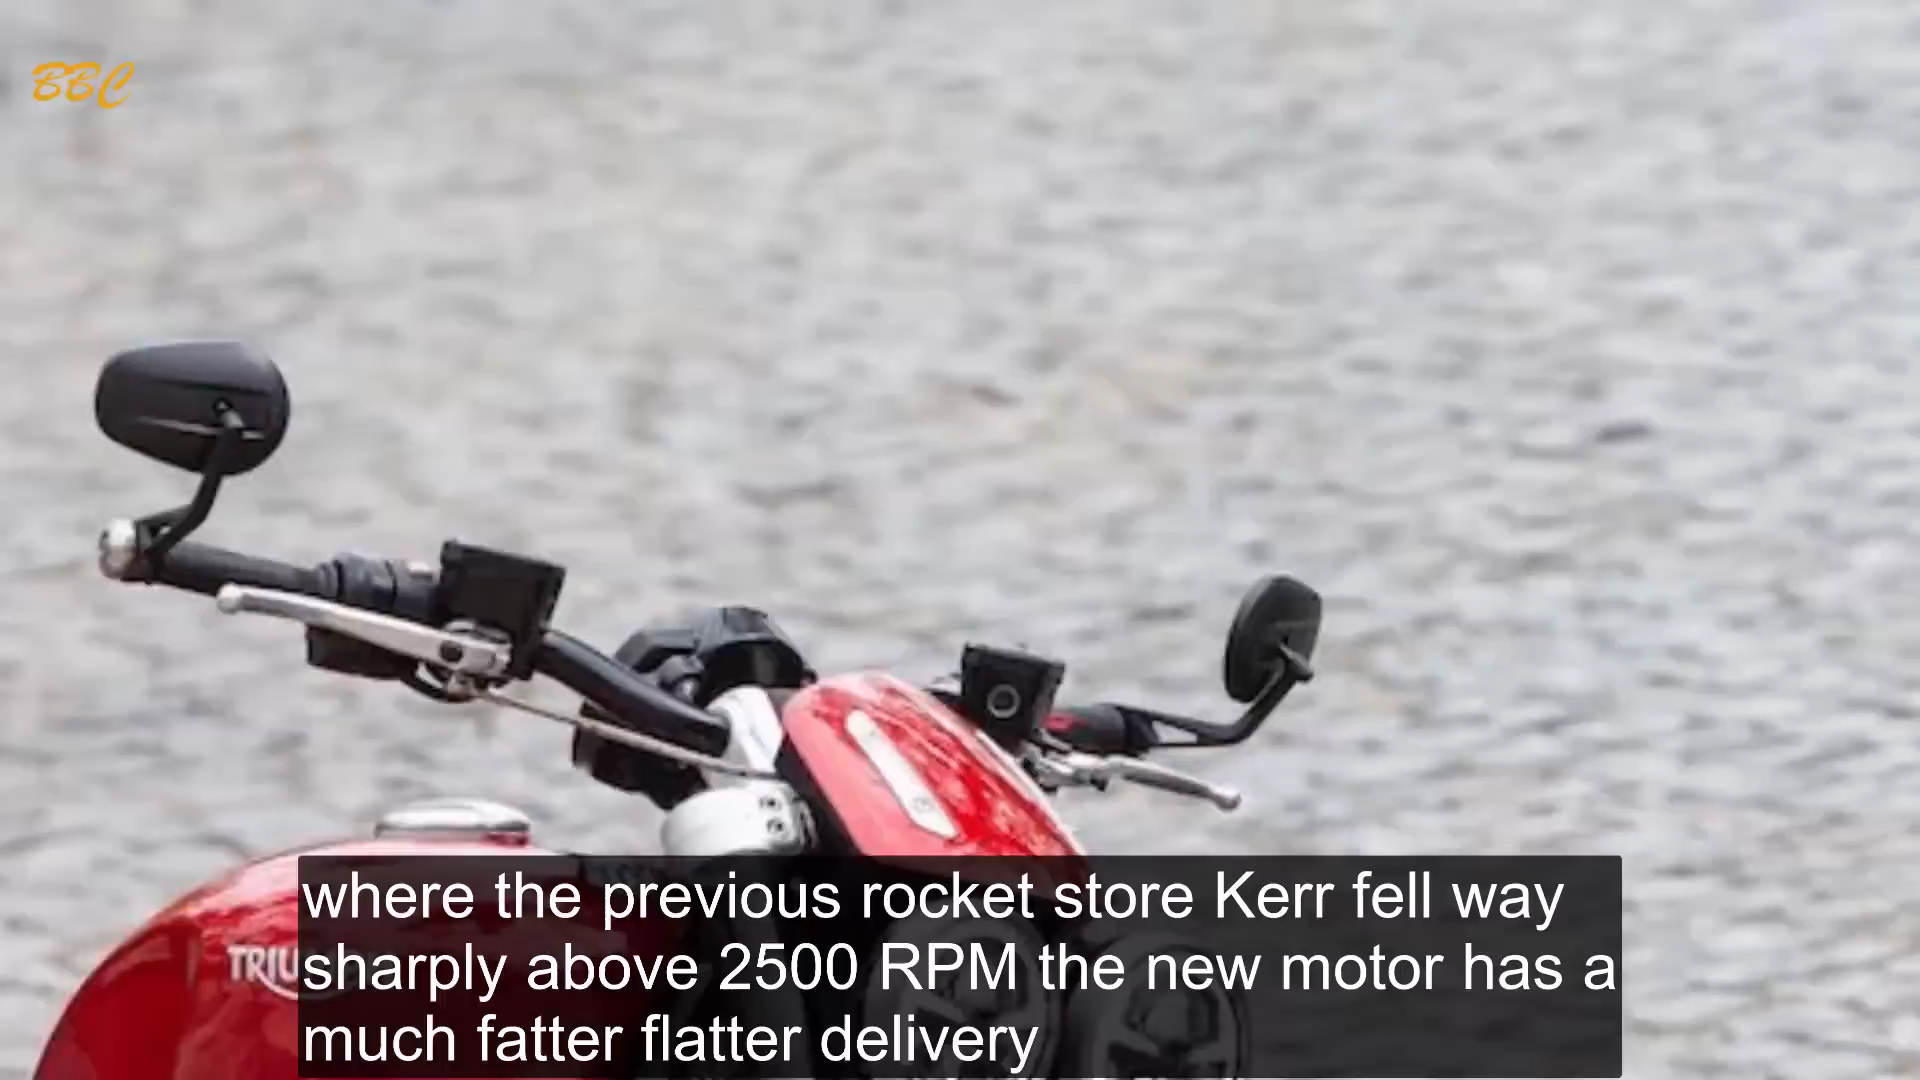 BBC
where the previous rocket store Kerr fell way
sharply above 2500 RPM the new motor has a
much fatter flatter delivery
TRIU